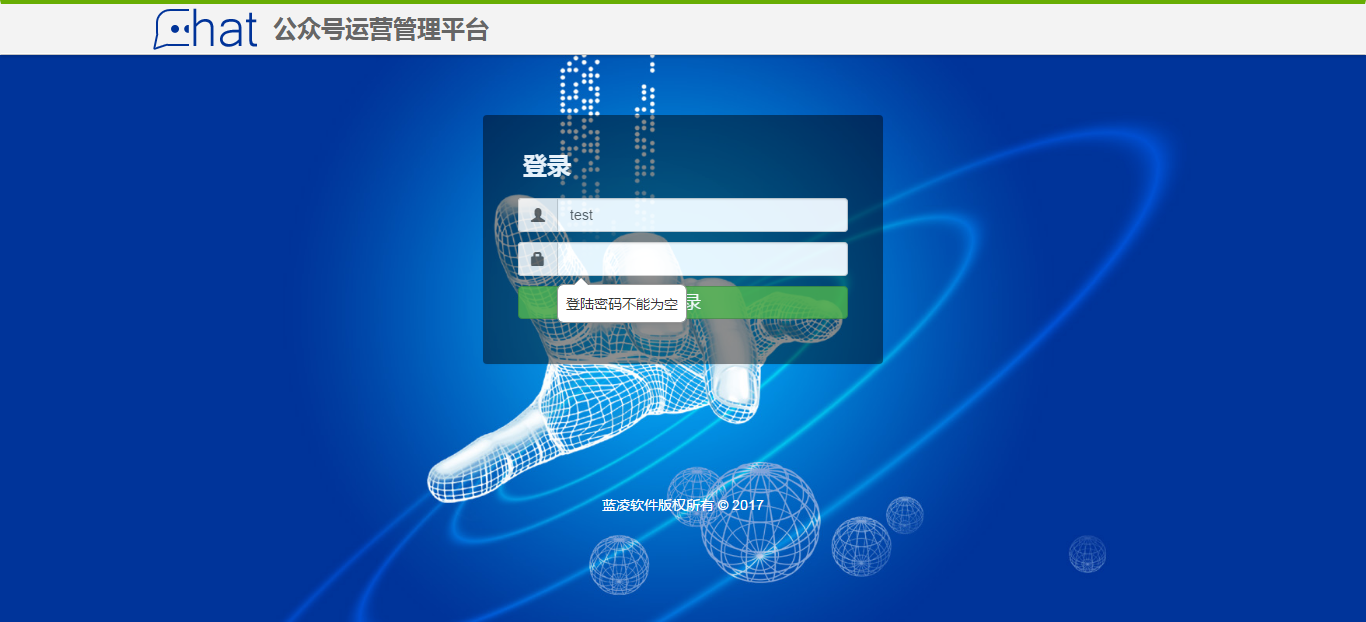 Chat 公众号运营管理平台
登录
test
登陆密码不能为空
录
蓝凌软件版权所有 © 2017